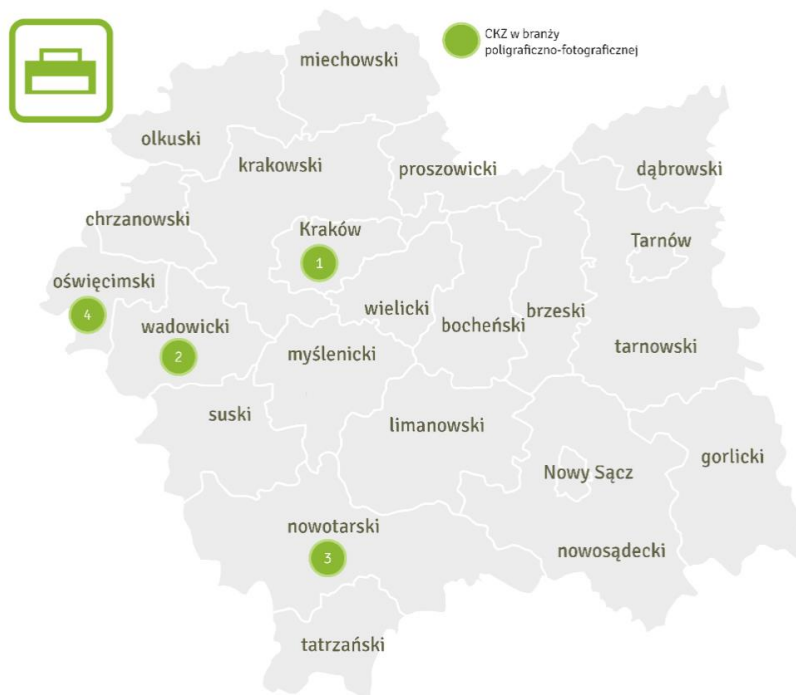 CKZ w branży
poligraficzno-fotograficznej
miechowski
olkuski
krakowski
proszowicki
dąbrowski
chrzanowski
Kraków
Tarnów
1
oświęcimski
4
wadowicki
wielicki
bocheński
brzeski
2
myślenicki
tarnowski
suski
limanowski
gorlicki
Nowy Sącz
nowotarski
3
nowosądecki
tatrzański